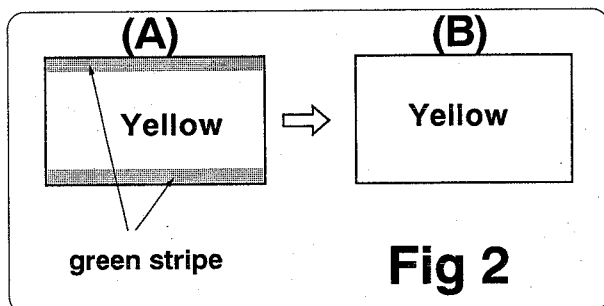 (A)
(B)
Yellow
Yellow
green stripe
Fig 2